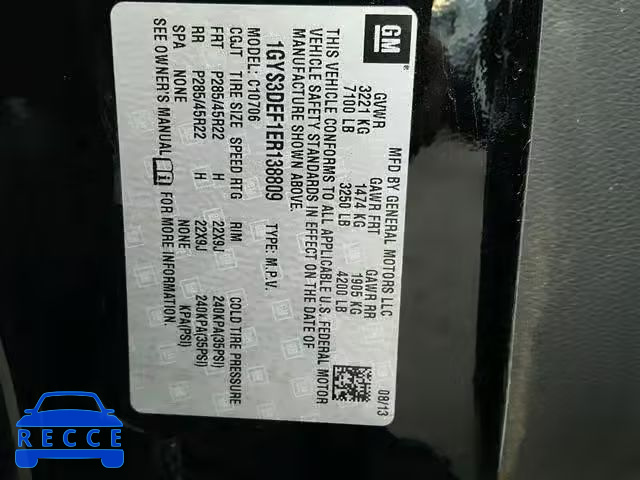 GM
MFD BY GENERAL MOTORS LLC
08/13
GVWR GAWR FRT GAWR RR
3221 KG 1474 KG 1905 KG
7100 LB 3250 LB 4200 LB
THIS VEHICLE CONFORMS TO ALL APPLICABLE U.S. FEDERAL MOTOR
VEHICLE SAFETY STANDARDS IN EFFECT ON THE DATE OF
MANUFACTURE SHOWN ABOVE.
1GYS3DEF1ER138809 TYPE: M.P.V.
MODEL: C10706
CGJT TIRE SIZE SPEED RTG RIM COLD TIRE PRESSURE
FRT P285/45R22 H 22X9J 240KPA(35PSI)
RR P285/45R22 H 22X9J 240KPA(35PSI)
SPA NONE NONE KPA(PSI)
SEE OWNER'S MANUAL FOR MORE INFORMATION.
RECCE